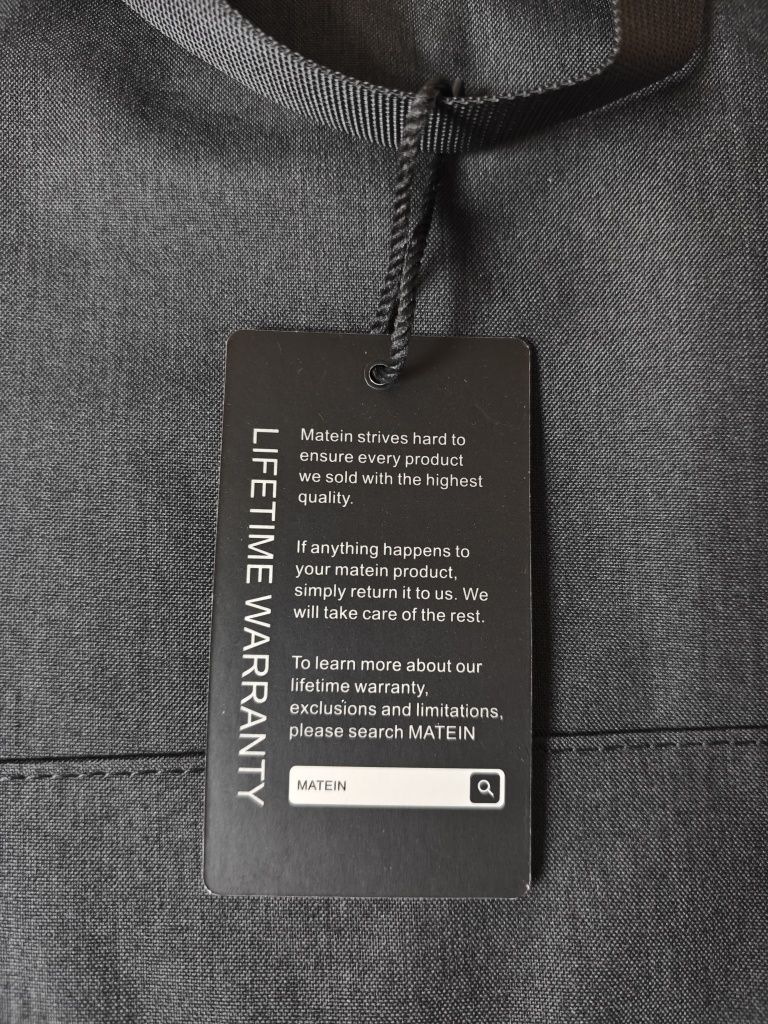 LIFETIME WARRANTY
Matein strives hard to
ensure every product
we sold with the highest
quality.
If anything happens to
your matein product,
simply return it to us. We
will take care of the rest.
To learn more about our
lifetime warranty,
exclusions and limitations,
please search MATEIN
MATEIN